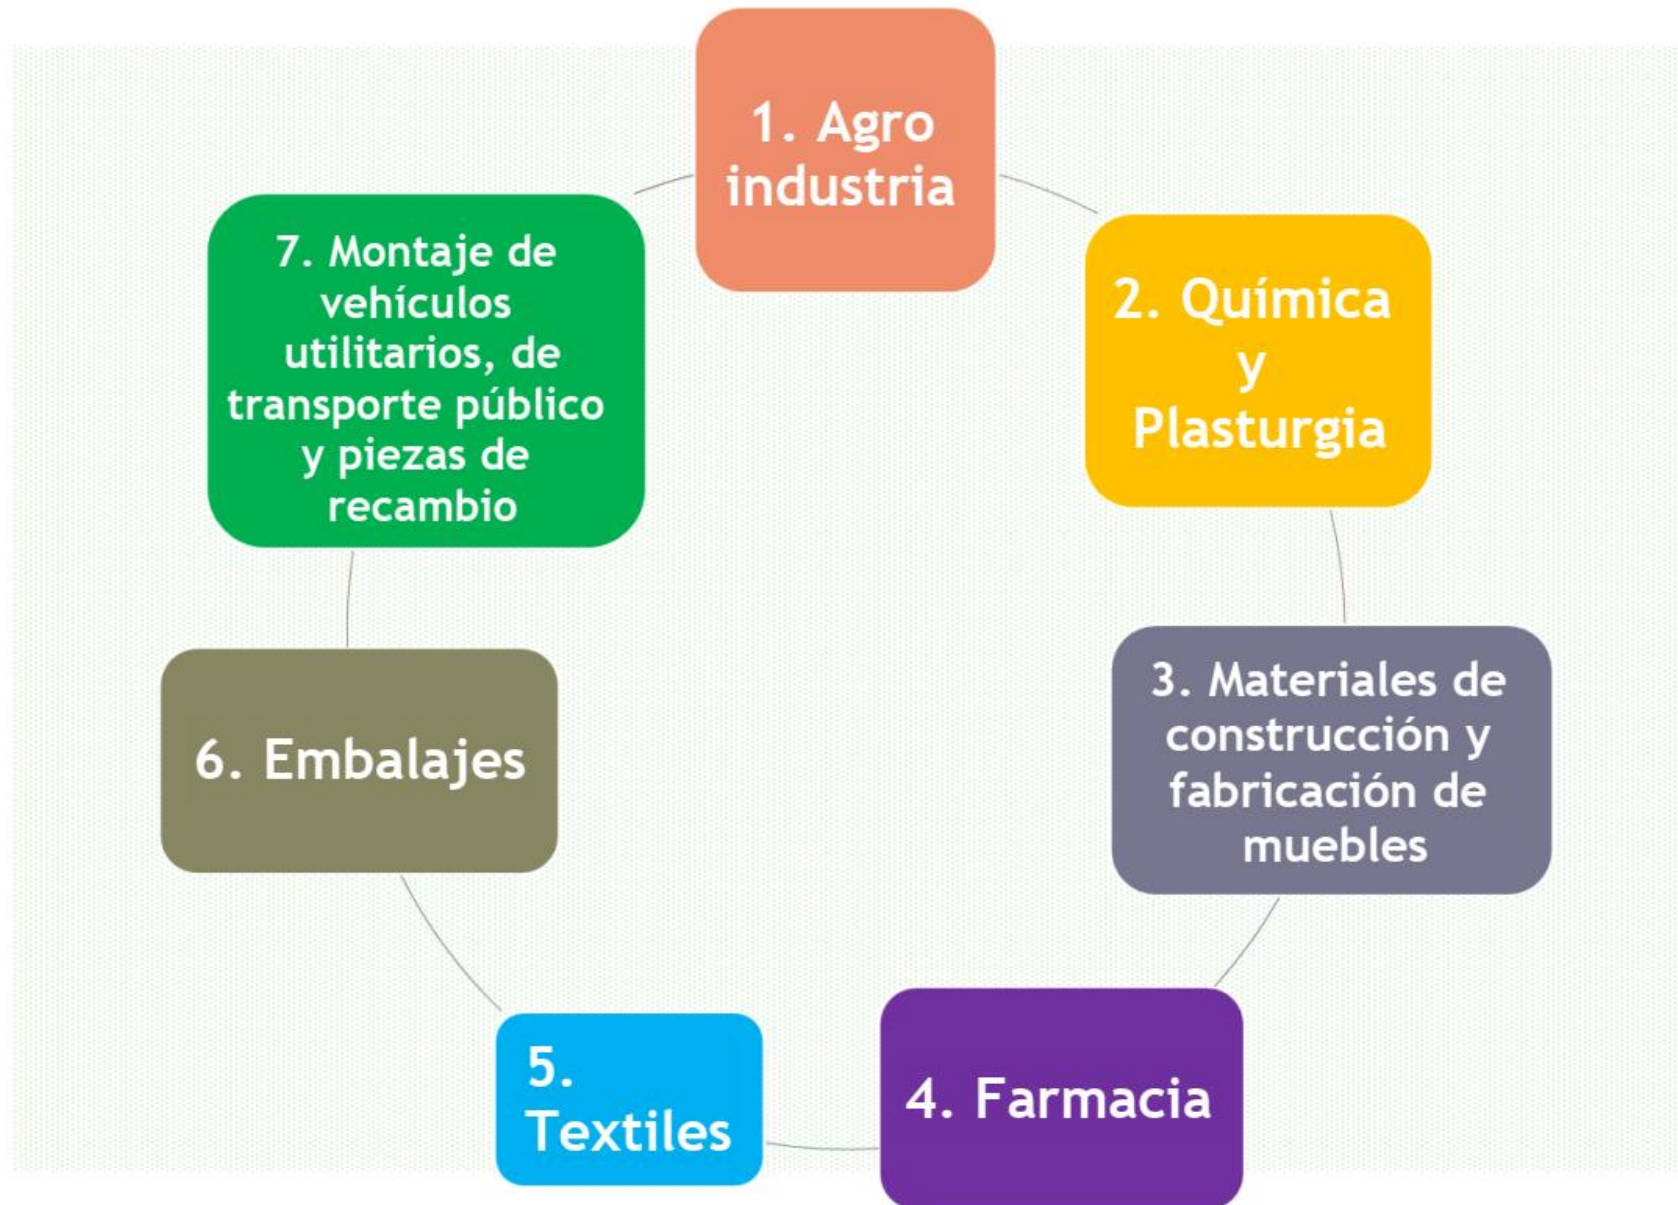 1. Agro
industria
2. Química
y
Plasturgia
3. Materiales de
construcción y
fabricación de
muebles
4. Farmacia
5.
Textiles
6. Embalajes
7. Montaje de
vehículos
utilitarios, de
transporte público
y piezas de
recambio